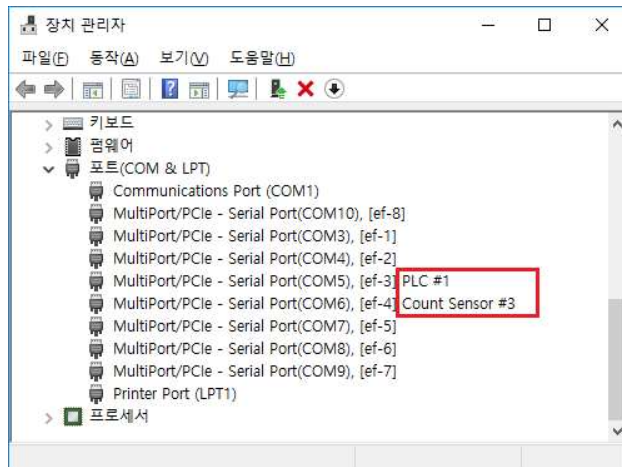 장치 관리자
파일(F) 동작(A) 보기(V) 도움말(H)
키보드
펌웨어
포트(COM & LPT)
Communications Port (COM1)
MultiPort/PCIe - Serial Port(COM10), [ef-8]
MultiPort/PCIe - Serial Port(COM3), [ef-1]
MultiPort/PCIe - Serial Port(COM4), [ef-2]
MultiPort/PCIe - Serial Port(COM5), [ef-3] PLC #1
MultiPort/PCIe - Serial Port(COM6), [ef-4] Count Sensor #3
MultiPort/PCIe - Serial Port(COM7), [ef-5]
MultiPort/PCIe - Serial Port(COM8), [ef-6]
MultiPort/PCIe - Serial Port(COM9), [ef-7]
Printer Port (LPT1)
프로세서